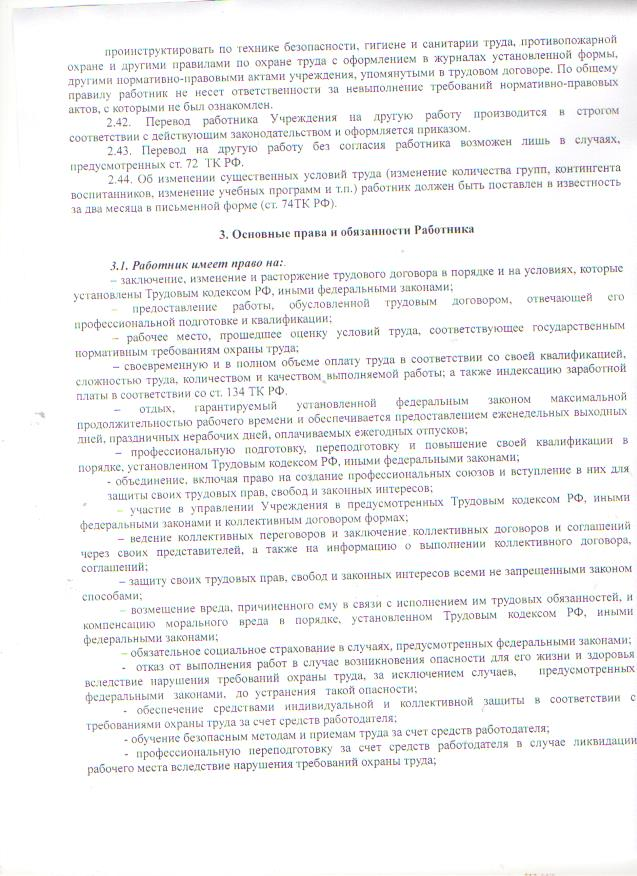 проинструктировать по технике безопасности, гигиене и санитарии труда, противопожарной
охране и другими правилами по охране труда с оформлением в журналах установленной формы,
другими нормативно-правовыми актами учреждения, упомянутыми в трудовом договоре. По общему
правилу работник не несет ответственности за невыполнение требований нормативно-правовых
актов, с которыми не был ознакомлен.
2.42. Перевод работника Учреждения на другую работу производится в строгом
соответствии с действующим законодательством и оформляется приказом.
2.43. Перевод на другую работу без согласия работника возможен лишь в случаях,
предусмотренных ст. 72 ТК РФ.
2.44. Об изменении существенных условий труда (изменение количества групп, контингента
воспитанников, изменение учебных программ и т.п.) работник должен быть поставлен в известность
за два месяца в письменной форме (ст. 74ТК РФ).
3. Основные права и обязанности Работника
3.1. Работник имеет право на:
– заключение, изменение и расторжение трудового договора в порядке и на условиях, которые
установлены Трудовым кодексом РФ, иными федеральными законами;
– предоставление работы, обусловленной трудовым договором, отвечающей его
профессиональной подготовке и квалификации;
– рабочее место, прошедшее оценку условий труда, соответствующее государственным
нормативным требованиям охраны труда;
– своевременную и в полном объеме оплату труда в соответствии со своей квалификацией,
сложностью труда, количеством и качеством выполняемой работы; а также индексацию заработной
платы в соответствии со ст. 134 ТК РФ.
– отдых, гарантируемый установленной федеральным законом максимальной
продолжительностью рабочего времени и обеспечивается предоставлением еженедельных выходных
дней, праздничных нерабочих дней, оплачиваемых ежегодных отпусков;
– профессиональную подготовку, переподготовку и повышение своей квалификации в
порядке, установленном Трудовым кодексом РФ, иными федеральными законами;
- объединение, включая право на создание профессиональных союзов и вступление в них для
защиты своих трудовых прав, свобод и законных интересов;
– участие в управлении Учреждения в предусмотренных Трудовым кодексом РФ, иными
федеральными законами и коллективным договором формах;
– ведение коллективных переговоров и заключение коллективных договоров и соглашений
через своих представителей, а также на информацию о выполнении коллективного договора,
соглашений;
– защиту своих трудовых прав, свобод и законных интересов всеми не запрещенными законом
способами;
– возмещение вреда, причиненного ему в связи с исполнением им трудовых обязанностей, и
компенсацию морального вреда в порядке, установленном Трудовым кодексом РФ, иными
федеральными законами;
– обязательное социальное страхование в случаях, предусмотренных федеральными законами;
- отказ от выполнения работ в случае возникновения опасности для его жизни и здоровья
вследствие нарушения требований охраны труда, за исключением случаев, предусмотренных
федеральными законами, до устранения такой опасности;
- обеспечение средствами индивидуальной и коллективной защиты в соответствии с
требованиями охраны труда за счет средств работодателя;
- обучение безопасным методам и приемам труда за счет средств работодателя;
- профессиональную переподготовку за счет средств работодателя в случае ликвидации
рабочего места вследствие нарушения требований охраны труда;